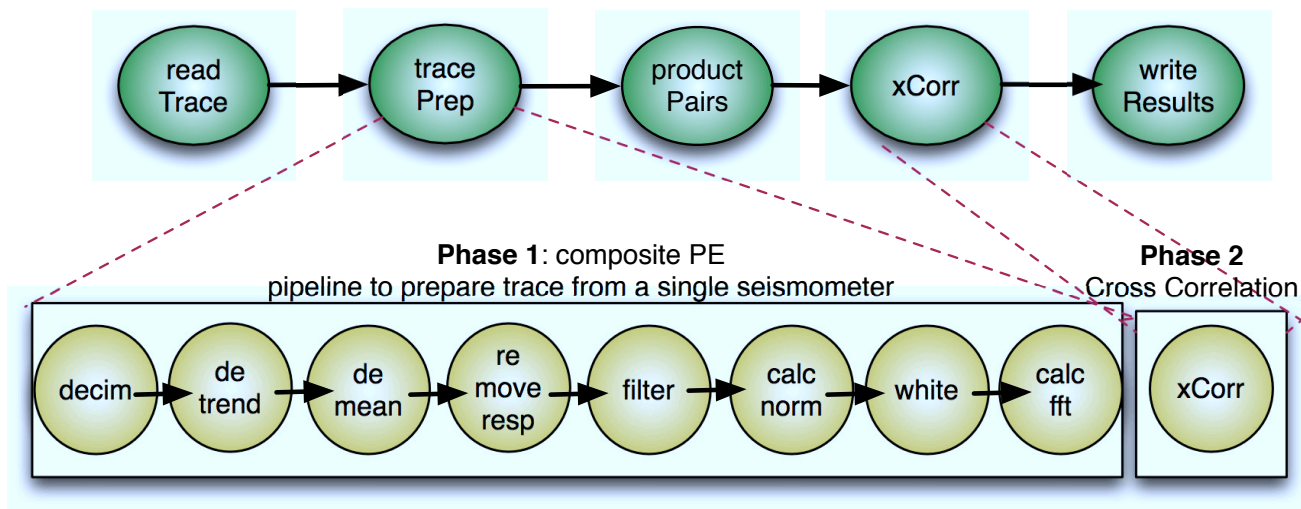 read
Trace
trace
Prep
product
Pairs
xCorr
write
Results
Phase 1: composite PE
pipeline to prepare trace from a single seismometer
Phase 2
Cross Correlation
decim
de
trend
de
mean
re
move
resp
filter
calc
norm
white
calc
fft
xCorr